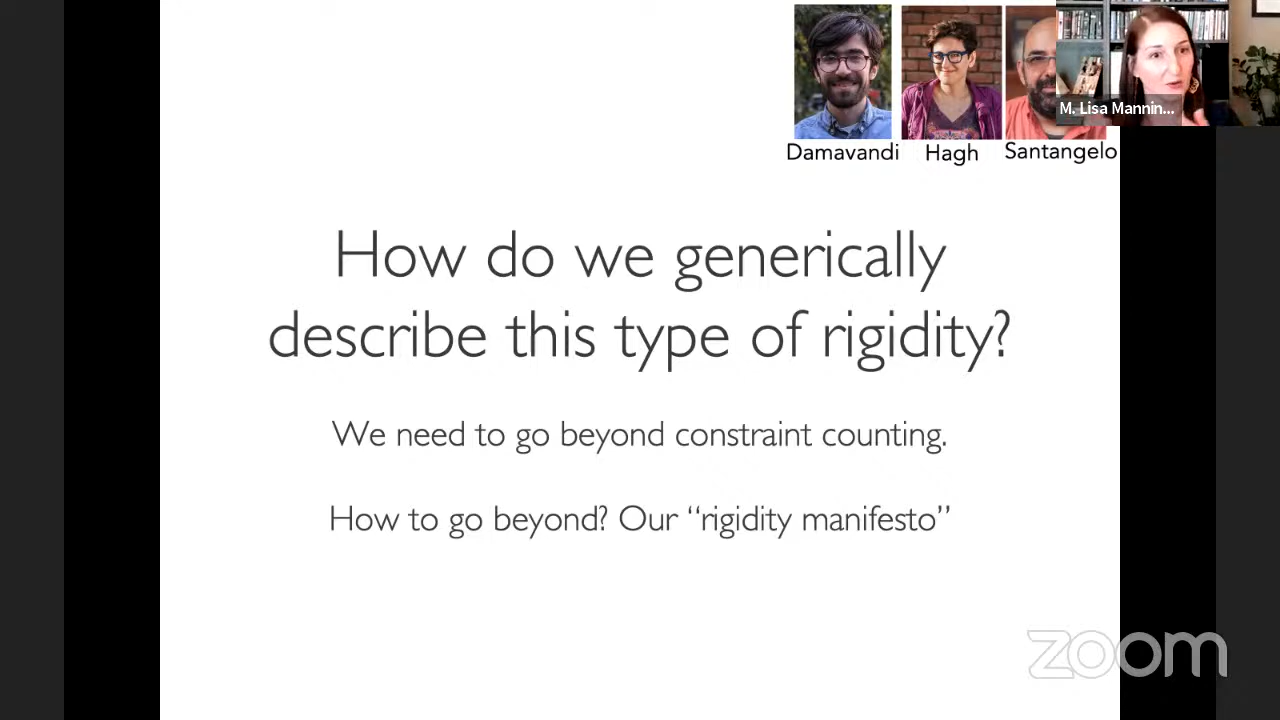 M. Lisa Mannin...
Damavandi Hagh Santangelo
How do we generically
describe this type of rigidity?
We need to go beyond constraint counting.
How to go beyond? Our “rigidity manifesto”
zoom